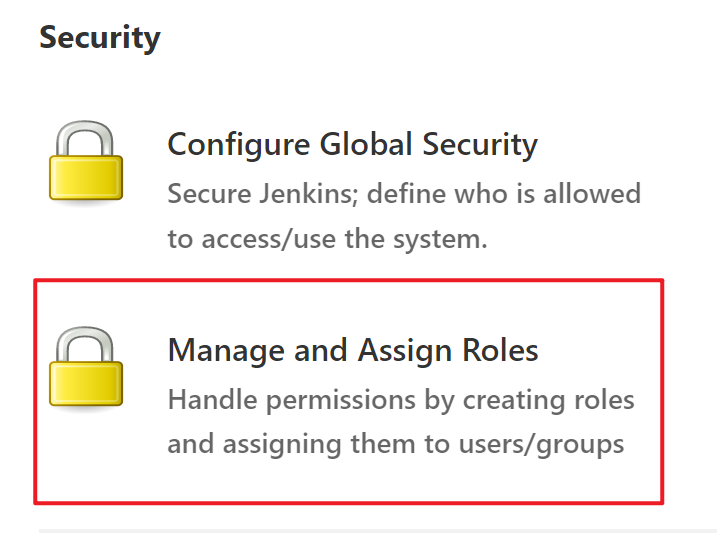 Security
Configure Global Security
Secure Jenkins; define who is allowed
to access/use the system.
Manage and Assign Roles
Handle permissions by creating roles
and assigning them to users/groups